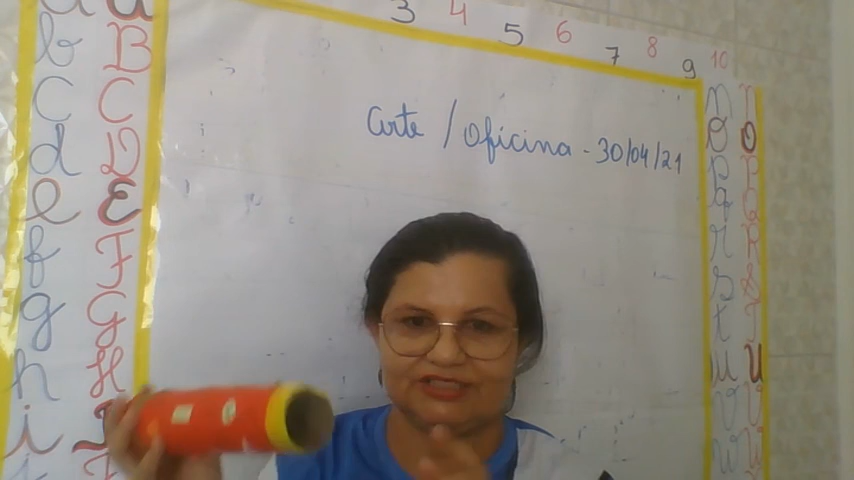 3 4 5 6 7 8 9 10
Arte / Oficina - 30/04/21
b B
C C
d D
e E
f F
g G
h H
i
n
o O
p P
q Q
r R
s S
t T
u U
v V
w W